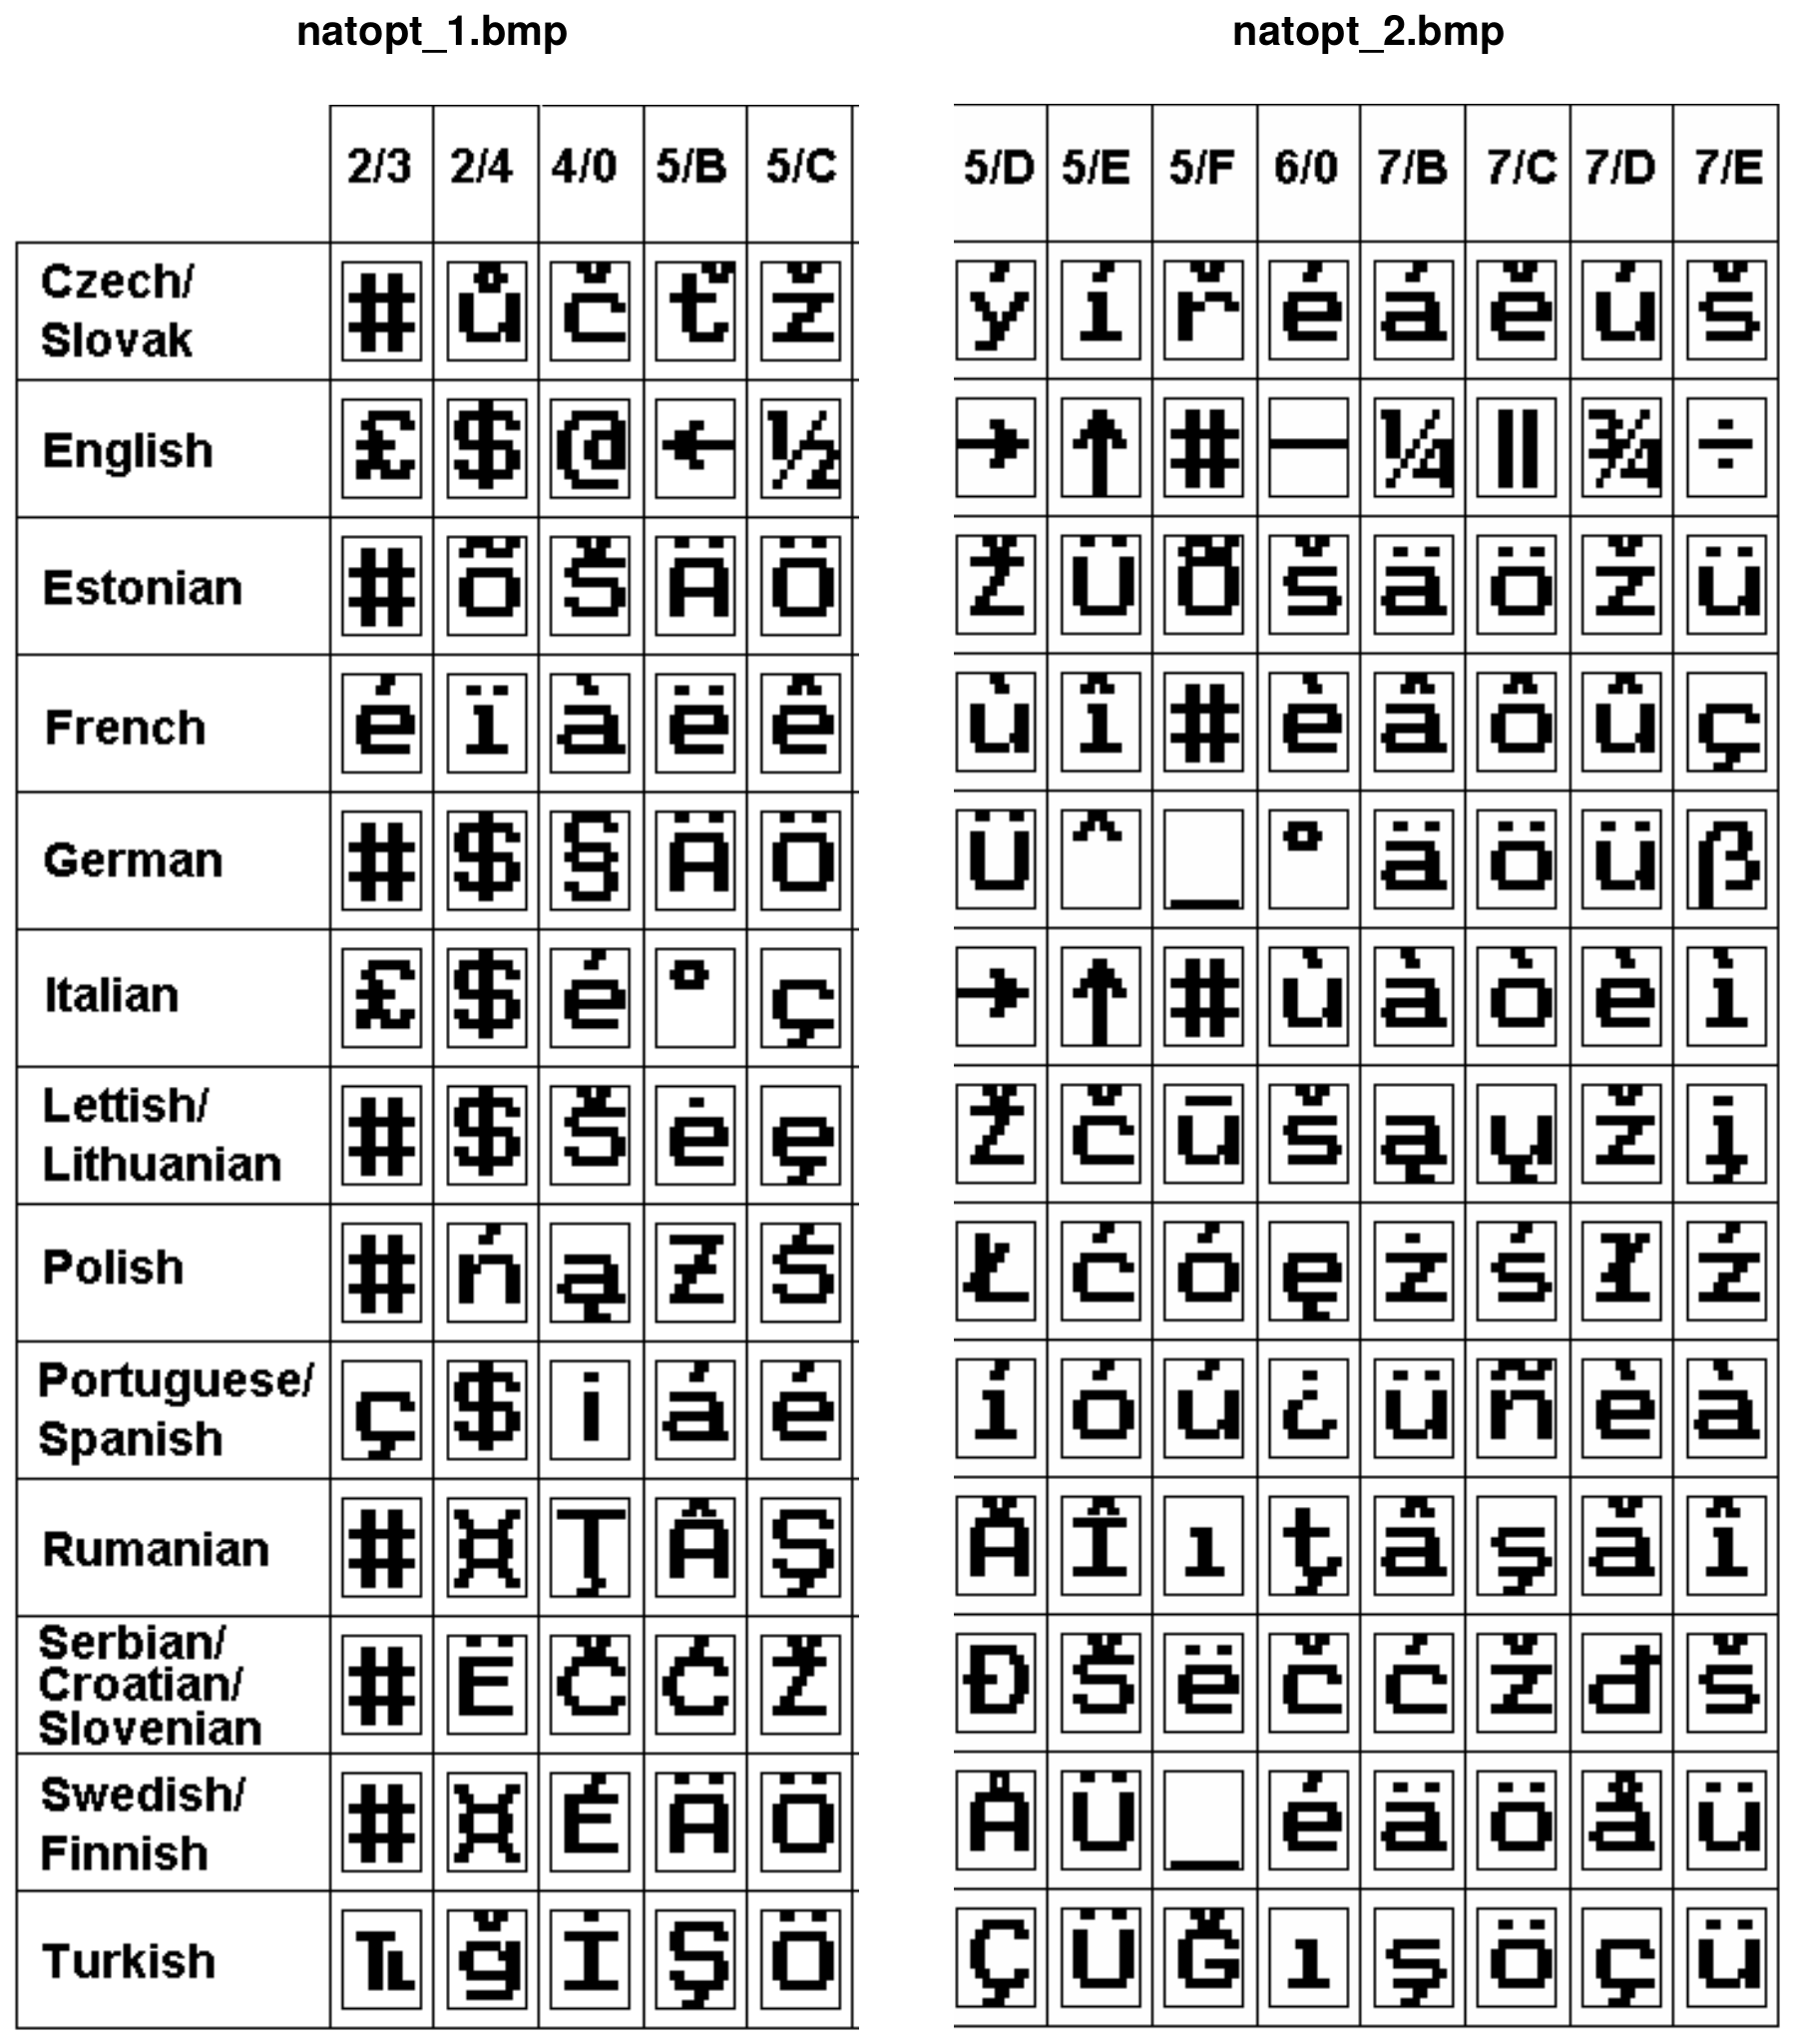 natopt_1.bmp natopt_2.bmp
2/3 2/4 4/0 5/B 5/C 5/D 5/E 5/F 6/0 7/B 7/C 7/D 7/E
Czech/
Slovak
# ů č ť ž ý í ř é á ě ú š
English £ $ @ ← ½ → ↑ # ― ¼ ‖ ¾ ÷
Estonian # õ Š Ä Ö Ž Ü Õ š ä ö ž ü
French é ï à ë ê ù î # è â ô û ç
German # $ § Ä Ö Ü ^ _ ° ä ö ü ß
Italian £ $ é ° ç → ↑ # ù à ò è ì
Lettish/
Lithuanian
# $ Š ė ę Ž č ū š ą ų ž į
Polish # ń ą Ƶ Ś Ł ć ó ę ż ś ł ź
Portuguese/
Spanish
ç $ ¡ á é í ó ú ¿ ü ñ è à
Rumanian # ¤ Ţ Â Ş Ă Î ı ţ â ş ă î
Serbian/
Croatian/
Slovenian
# Ë Č Ć Ž Đ Š ë č ć ž đ š
Swedish/
Finnish
# ¤ É Ä Ö Å Ü _ é ä ö å ü
Turkish TL ğ İ Ş Ö Ç Ü Ğ ı ş ö ç ü